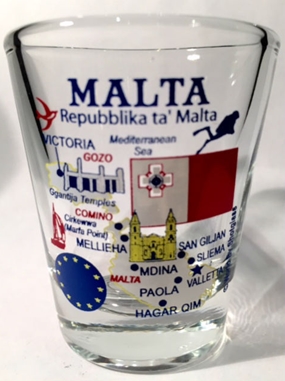 MALTA
Repubblika ta' Malta
VICTORIA
Mediterranean
Sea
GOZO
Ggantija Temples
COMINO
Cirkewwa
(Marfa Point)
MELLIEHA
SAN GILJAN
SLIEMA
MDINA
VALLETTA
MALTA
PAOLA
HAGAR QIM